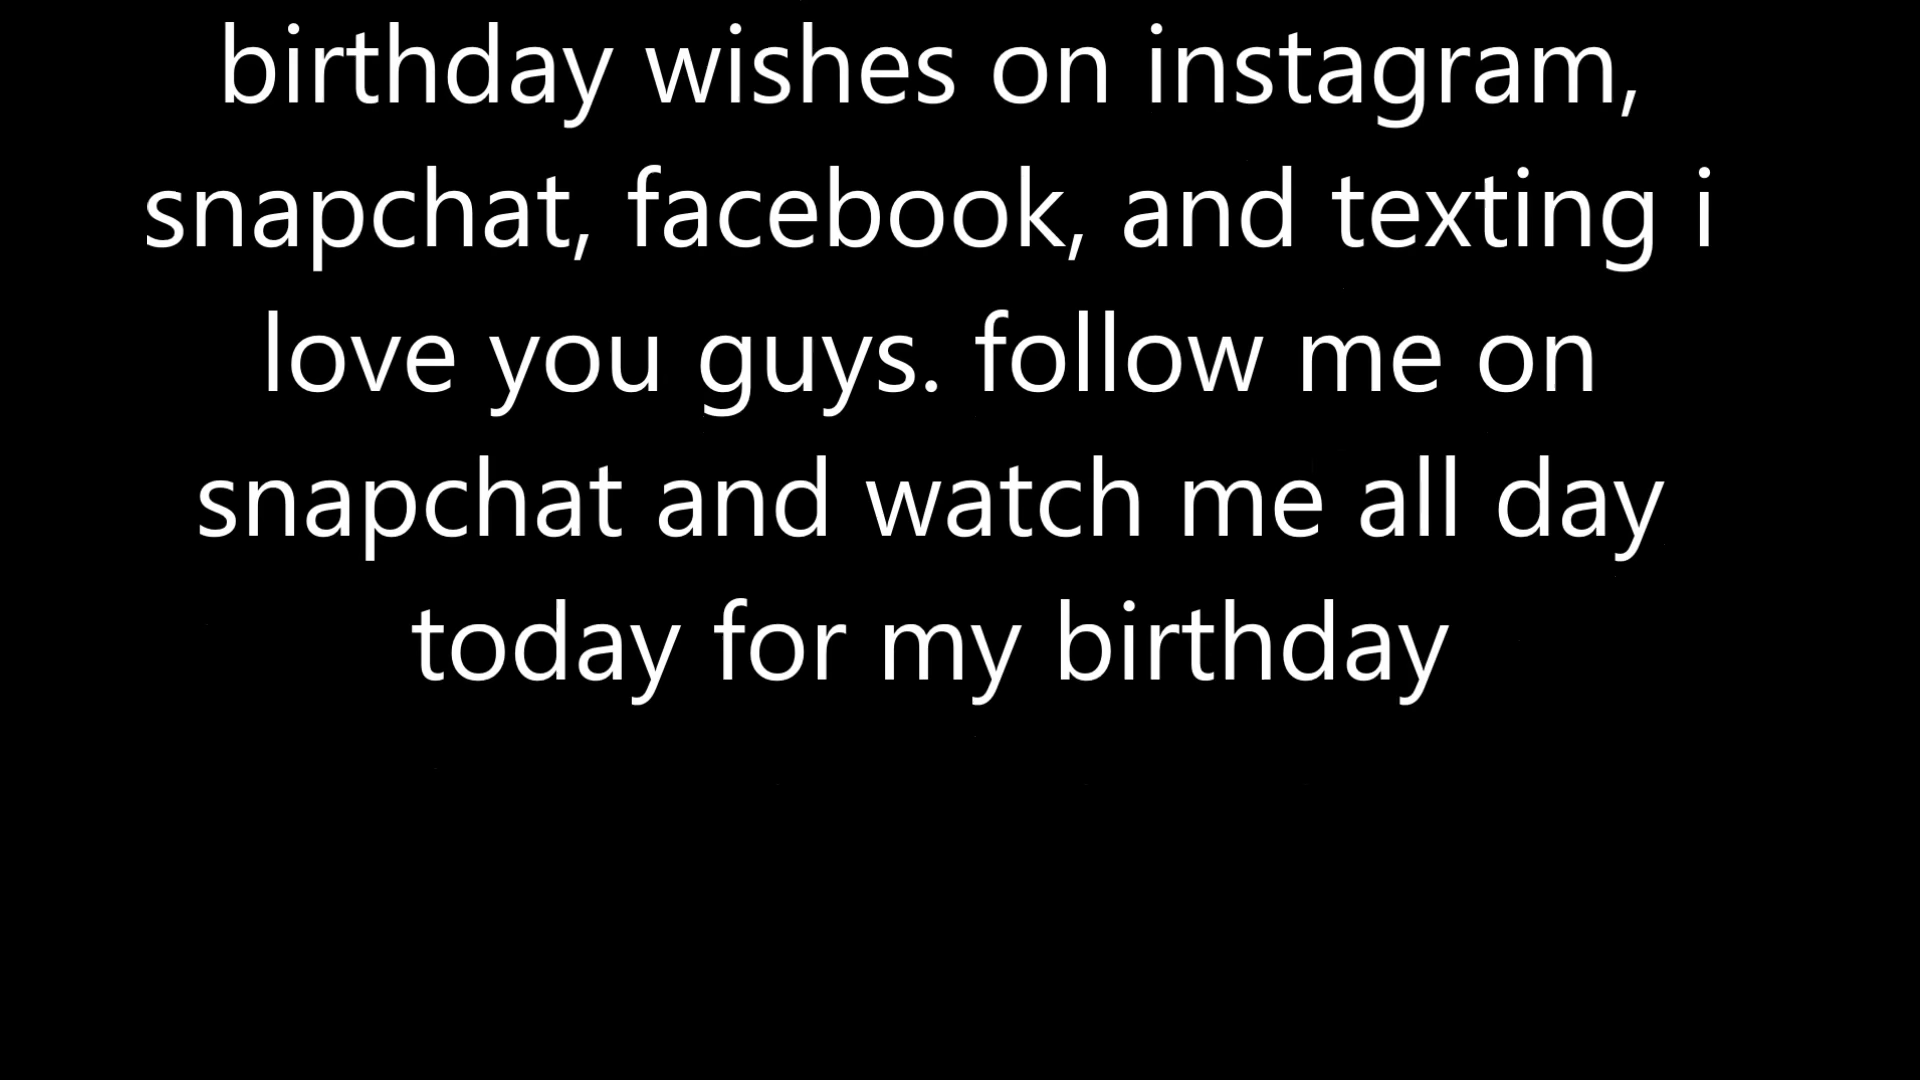 birthday wishes on instagram,
snapchat, facebook, and texting i
love you guys. follow me on
snapchat and watch me all day
today for my birthday